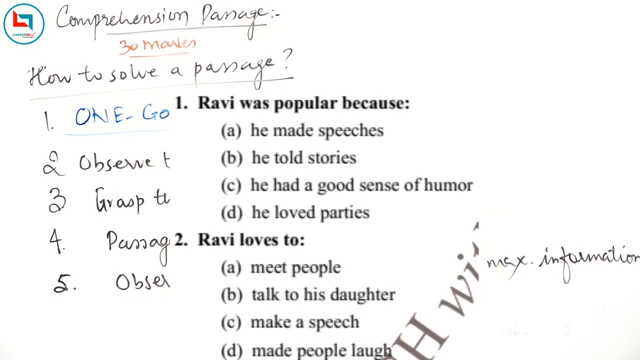 Comprehension Passage:-
30 marks
How to solve a passage?
1. ONE-Go
2 Observe t
3. Grasp t
4. Passag
5. Obser
1. Ravi was popular because:
(a) he made speeches
(b) he told stories
(c) he had a good sense of humor
(d) he loved parties
2. Ravi loves to:
(a) meet people
(b) talk to his daughter
(c) make a speech
(d) made people laugh
max. information